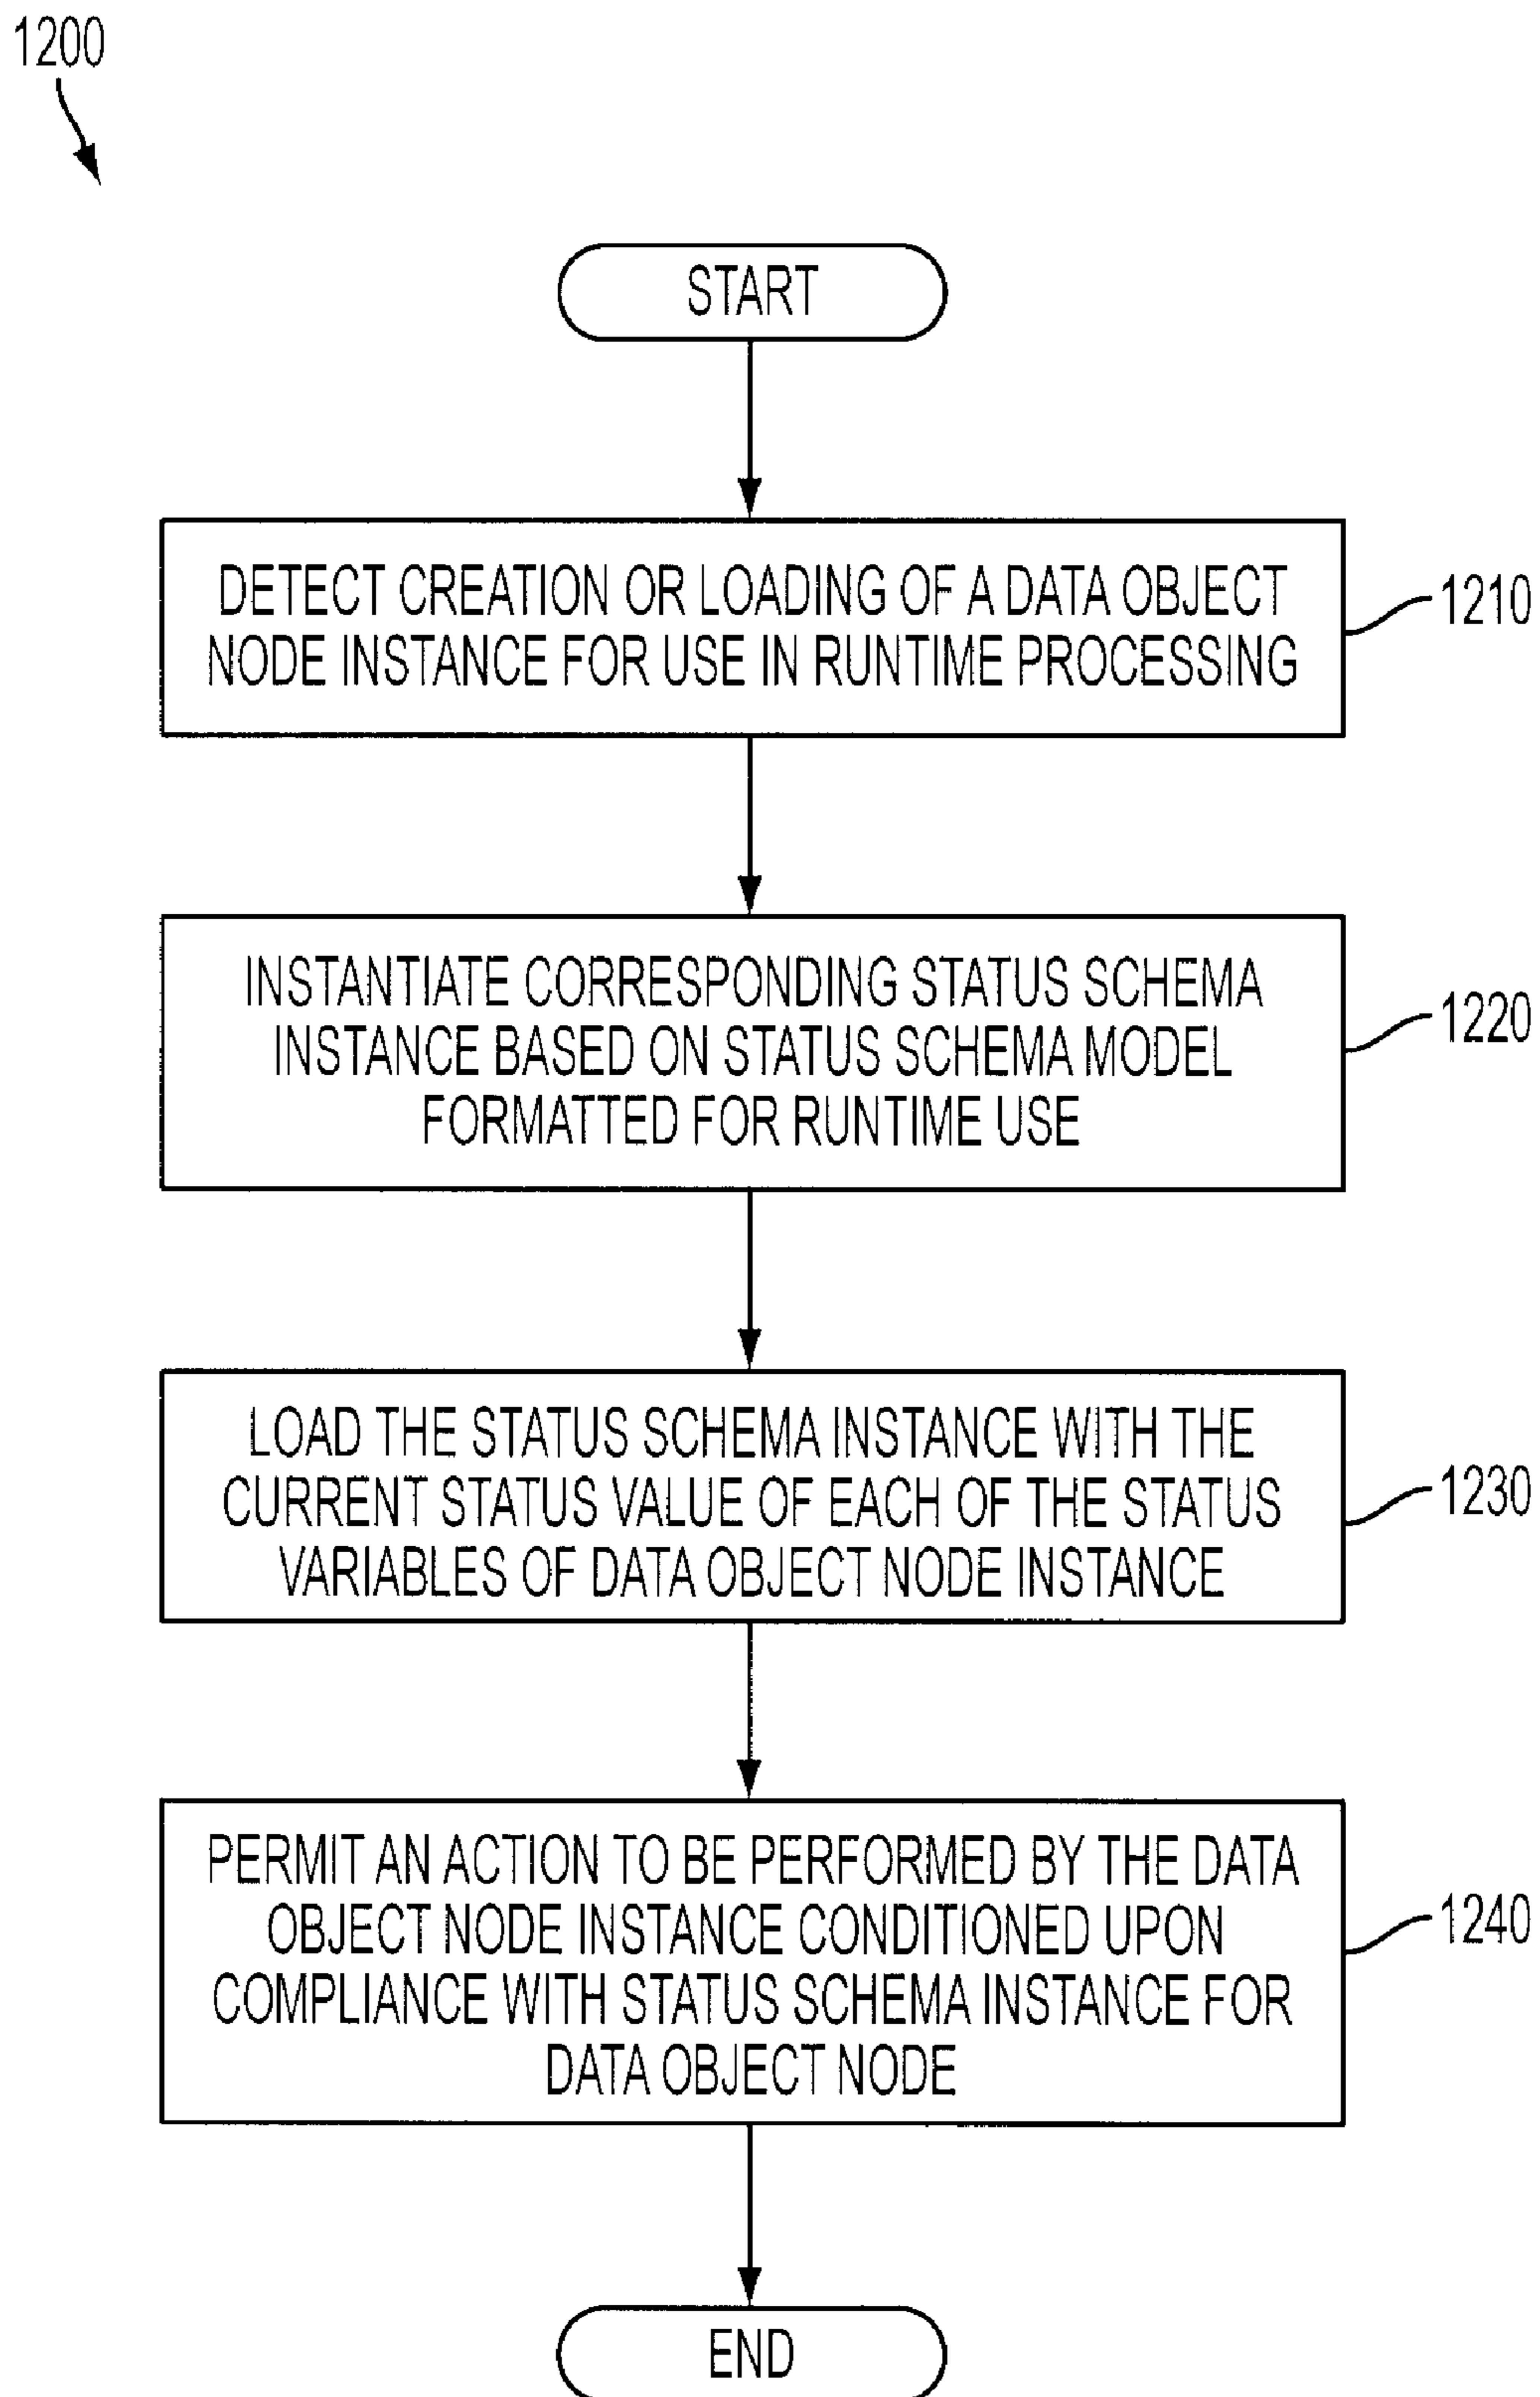 1200
START
DETECT CREATION OR LOADING OF A DATA OBJECT
NODE INSTANCE FOR USE IN RUNTIME PROCESSING
1210
INSTANTIATE CORRESPONDING STATUS SCHEMA
INSTANCE BASED ON STATUS SCHEMA MODEL
FORMATTED FOR RUNTIME USE
1220
LOAD THE STATUS SCHEMA INSTANCE WITH THE
CURRENT STATUS VALUE OF EACH OF THE STATUS
VARIABLES OF DATA OBJECT NODE INSTANCE
1230
PERMIT AN ACTION TO BE PERFORMED BY THE DATA
OBJECT NODE INSTANCE CONDITIONED UPON
COMPLIANCE WITH STATUS SCHEMA INSTANCE FOR
DATA OBJECT NODE
1240
END